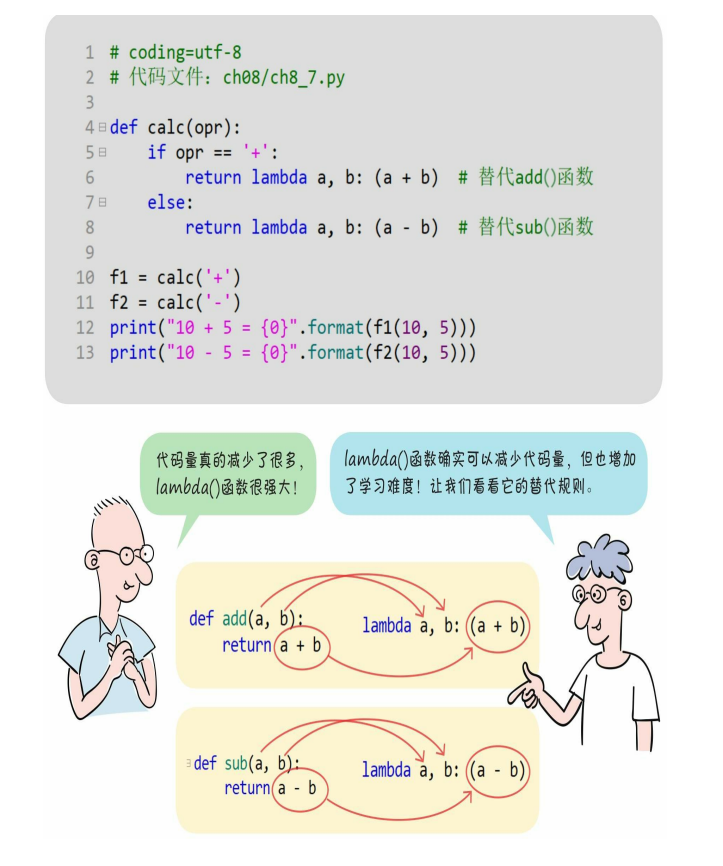 1 # coding=utf-8
2 # 代码文件：ch08/ch8_7.py
3
4 def calc(opr):
5     if opr == '+':
6         return lambda a, b: (a + b)  # 替代add()函数
7     else:
8         return lambda a, b: (a - b)  # 替代sub()函数
9
10 f1 = calc('+')
11 f2 = calc('-')
12 print("10 + 5 = {0}".format(f1(10, 5)))
13 print("10 - 5 = {0}".format(f2(10, 5)))
代码量真的减少了很多，
lambda()函数很强大！
lambda()函数确实可以减少代码量，但也增加
了学习难度！让我们看看它的替代规则。
def add(a, b):
return a + b
lambda a, b: (a + b)
def sub(a, b):
return a - b
lambda a, b: (a - b)